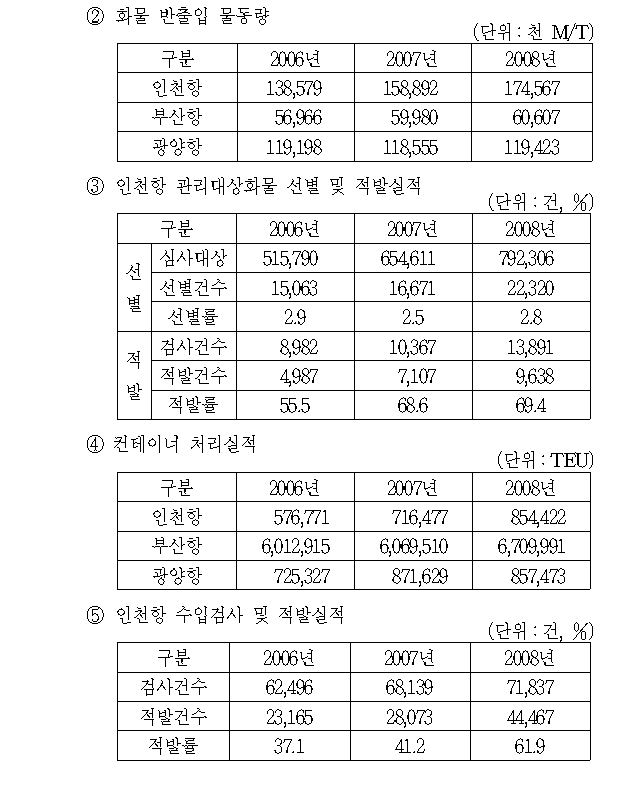 ② 화물 반출입 물동량
(단위 : 천 M/T)
구분 2006년 2007년 2008년
인천항 138,579 158,892 174,567
부산항 56,966 59,980 60,607
광양항 119,198 118,555 119,423
③ 인천항 관리대상화물 선별 및 적발실적
(단위 : 건, %)
구분 2006년 2007년 2008년
선별 심사대상 515,790 654,611 792,306
선별건수 15,063 16,671 22,320
선별률 2.9 2.5 2.8
적발 검사건수 8,982 10,367 13,891
적발건수 4,987 7,107 9,638
적발률 55.5 68.6 69.4
④ 컨테이너 처리실적
(단위 : TEU)
구분 2006년 2007년 2008년
인천항 576,771 716,477 854,422
부산항 6,012,915 6,069,510 6,709,991
광양항 725,327 871,629 857,473
⑤ 인천항 수입검사 및 적발실적
(단위 : 건, %)
구분 2006년 2007년 2008년
검사건수 62,496 68,139 71,837
적발건수 23,165 28,073 44,467
적발률 37.1 41.2 61.9